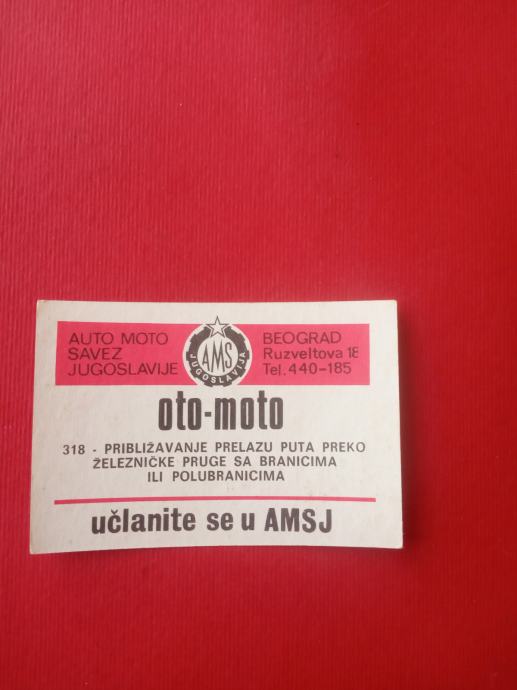 AUTO MOTO
SAVEZ
JUGOSLAVIJE
AMS
JUGOSLAVIJA
BEOGRAD
Ruzveltova 18
Tel. 440-185
oto-moto
318 - PRIBLIŽAVANJE PRELAZU PUTA PREKO
ŽELEZNIČKE PRUGE SA BRANICIMA
ILI POLUBRANICIMA
učlanite se u AMSJ